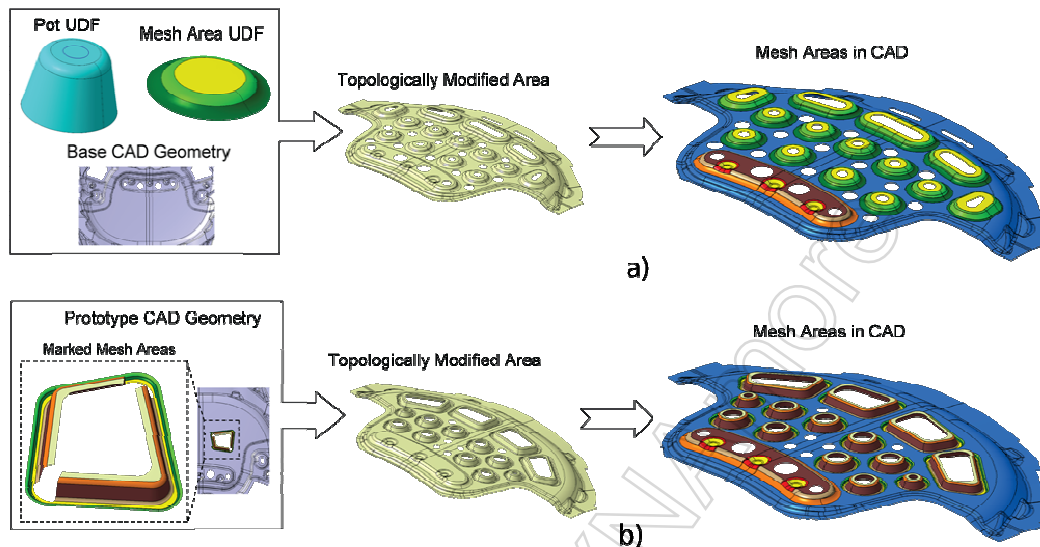 Pot UDF
Mesh Area UDF
Base CAD Geometry
Topologically Modified Area
Mesh Areas in CAD
a)
Prototype CAD Geometry
Marked Mesh Areas
Topologically Modified Area
Mesh Areas in CAD
b)